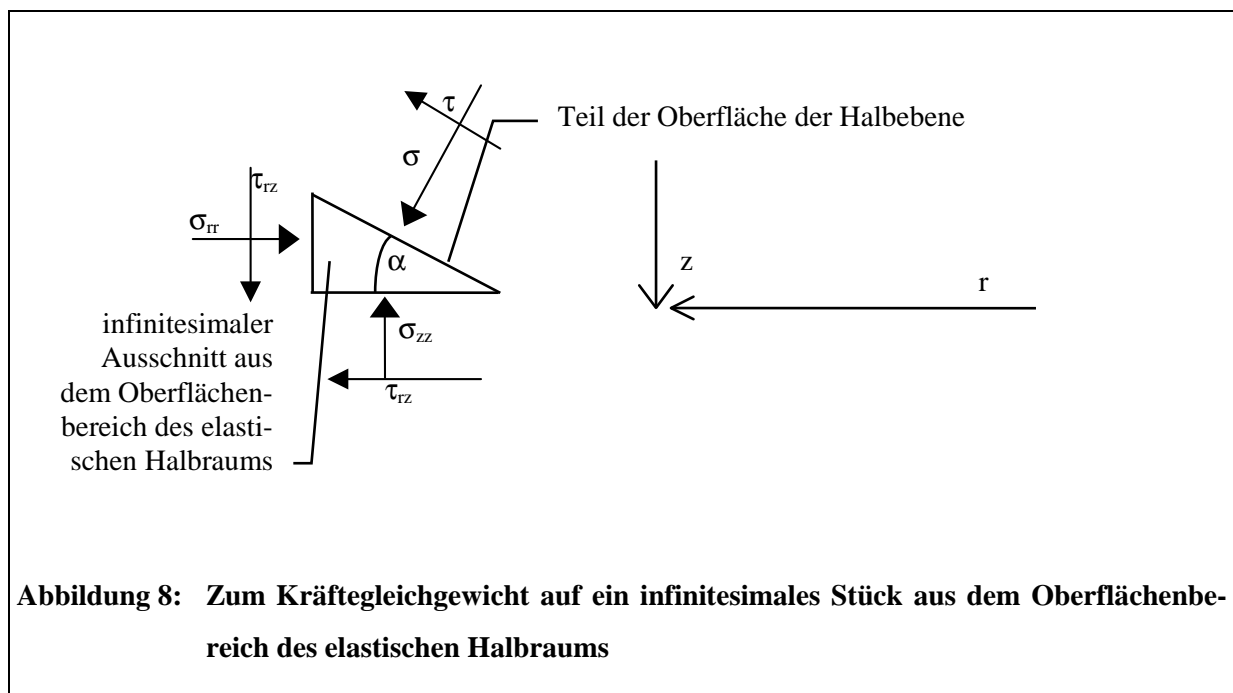 τ
Teil der Oberfläche der Halbebene
σ
τrz
σrr
α
z
r
σzz
τrz
infinitesimaler
Ausschnitt aus
dem Oberflächen-
bereich des elasti-
schen Halbraums
Abbildung 8: Zum Kräftegleichgewicht auf ein infinitesimales Stück aus dem Oberflächenbe-
reich des elastischen Halbraums